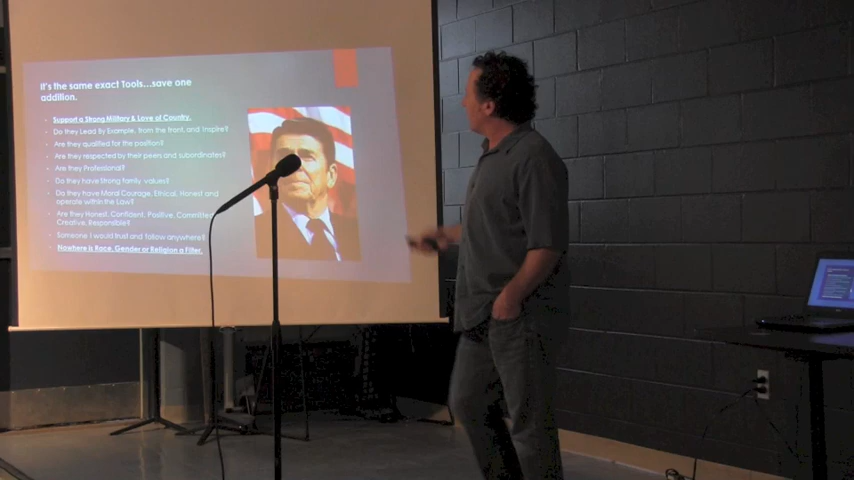 It's the same exact Tools...save one
addition.
Support a Strong Military & Love of Country.
Do they Lead By Example, from the front, and Inspire?
Are they qualified for the position?
Are they respected by their peers and subordinates?
Are they Professional?
Do they have Strong family values?
Do they have Moral Courage, Ethical, Honest and
operate within the Law?
Are they Honest, Confident, Positive, Committed
Creative, Responsible?
Someone I would trust and follow anywhere?
Nowhere is Race, Gender or Religion a Filter.